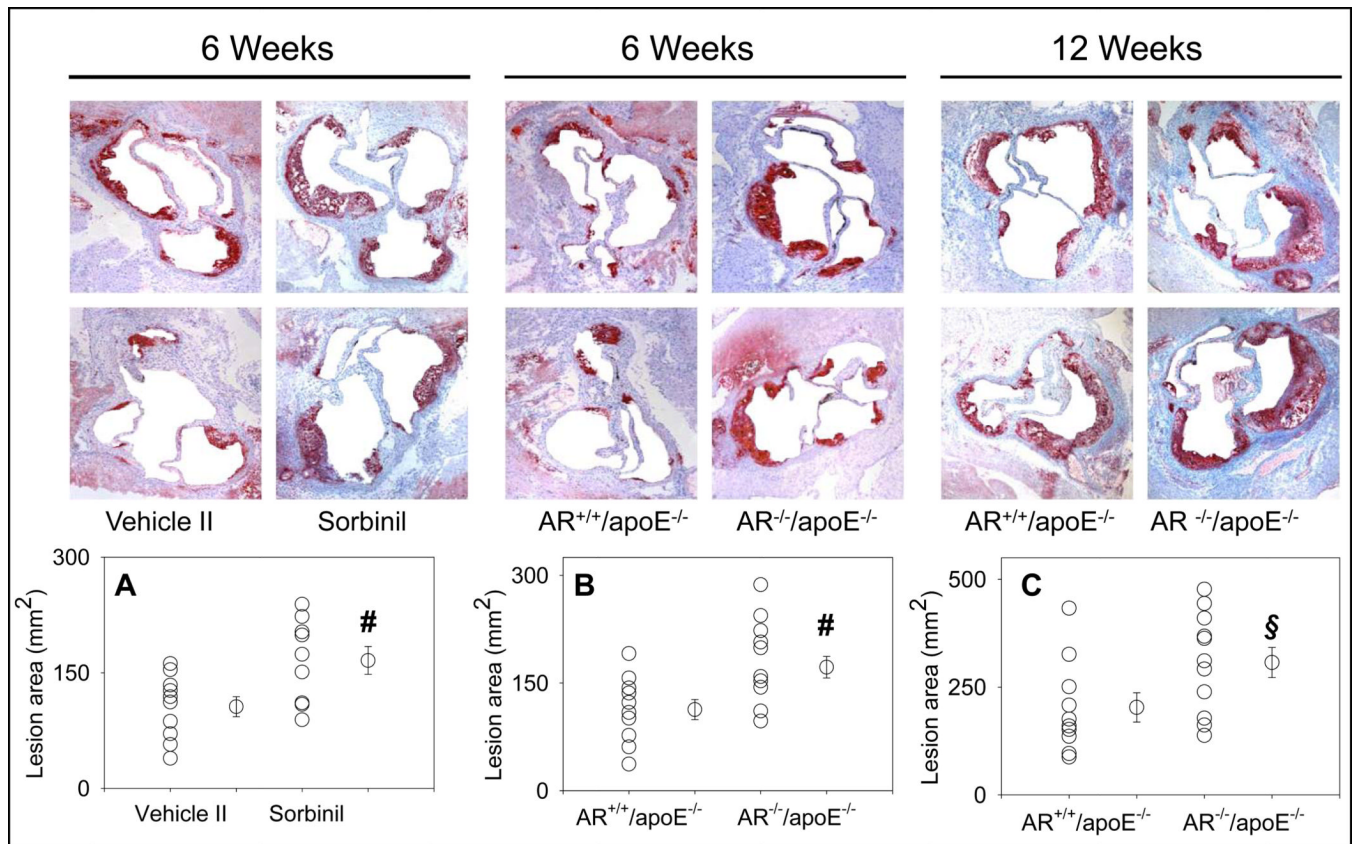 6 Weeks 6 Weeks 12 Weeks
Vehicle II Sorbinil AR+/+/apoE-/- AR-/-/apoE-/- AR+/+/apoE-/- AR -/-/apoE-/-
A
Lesion area (mm2)
300
150
0
#
Vehicle II Sorbinil
B
Lesion area (mm2)
300
150
0
#
AR+/+/apoE-/- AR-/-/apoE-/-
C
Lesion area (mm2)
500
250
0
§
AR+/+/apoE-/- AR-/-/apoE-/-